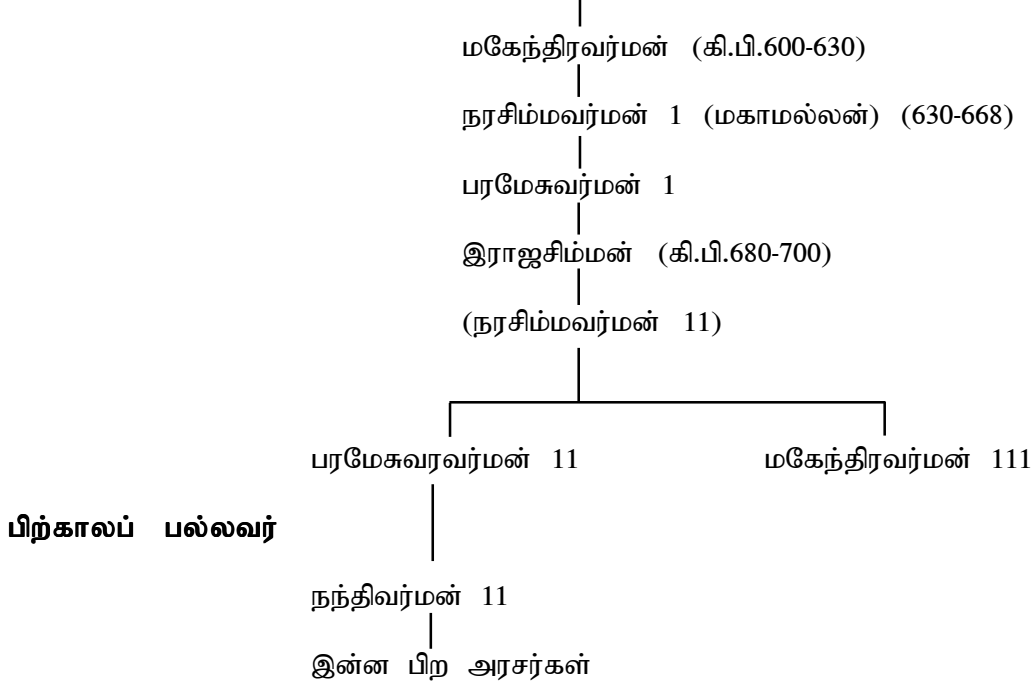 மகேந்திரவர்மன் (கி.பி.600-630)
நரசிம்மவர்மன் 1 (மகாமல்லன்) (630-668)
பரமேசுவர்மன் 1
இராஜசிம்மன் (கி.பி.680-700)
(நரசிம்மவர்மன் 11)
பரமேசுவரவர்மன் 11 மகேந்திரவர்மன் 111
பிற்காலப் பல்லவர்
நந்திவர்மன் 11
இன்ன பிற அரசர்கள்